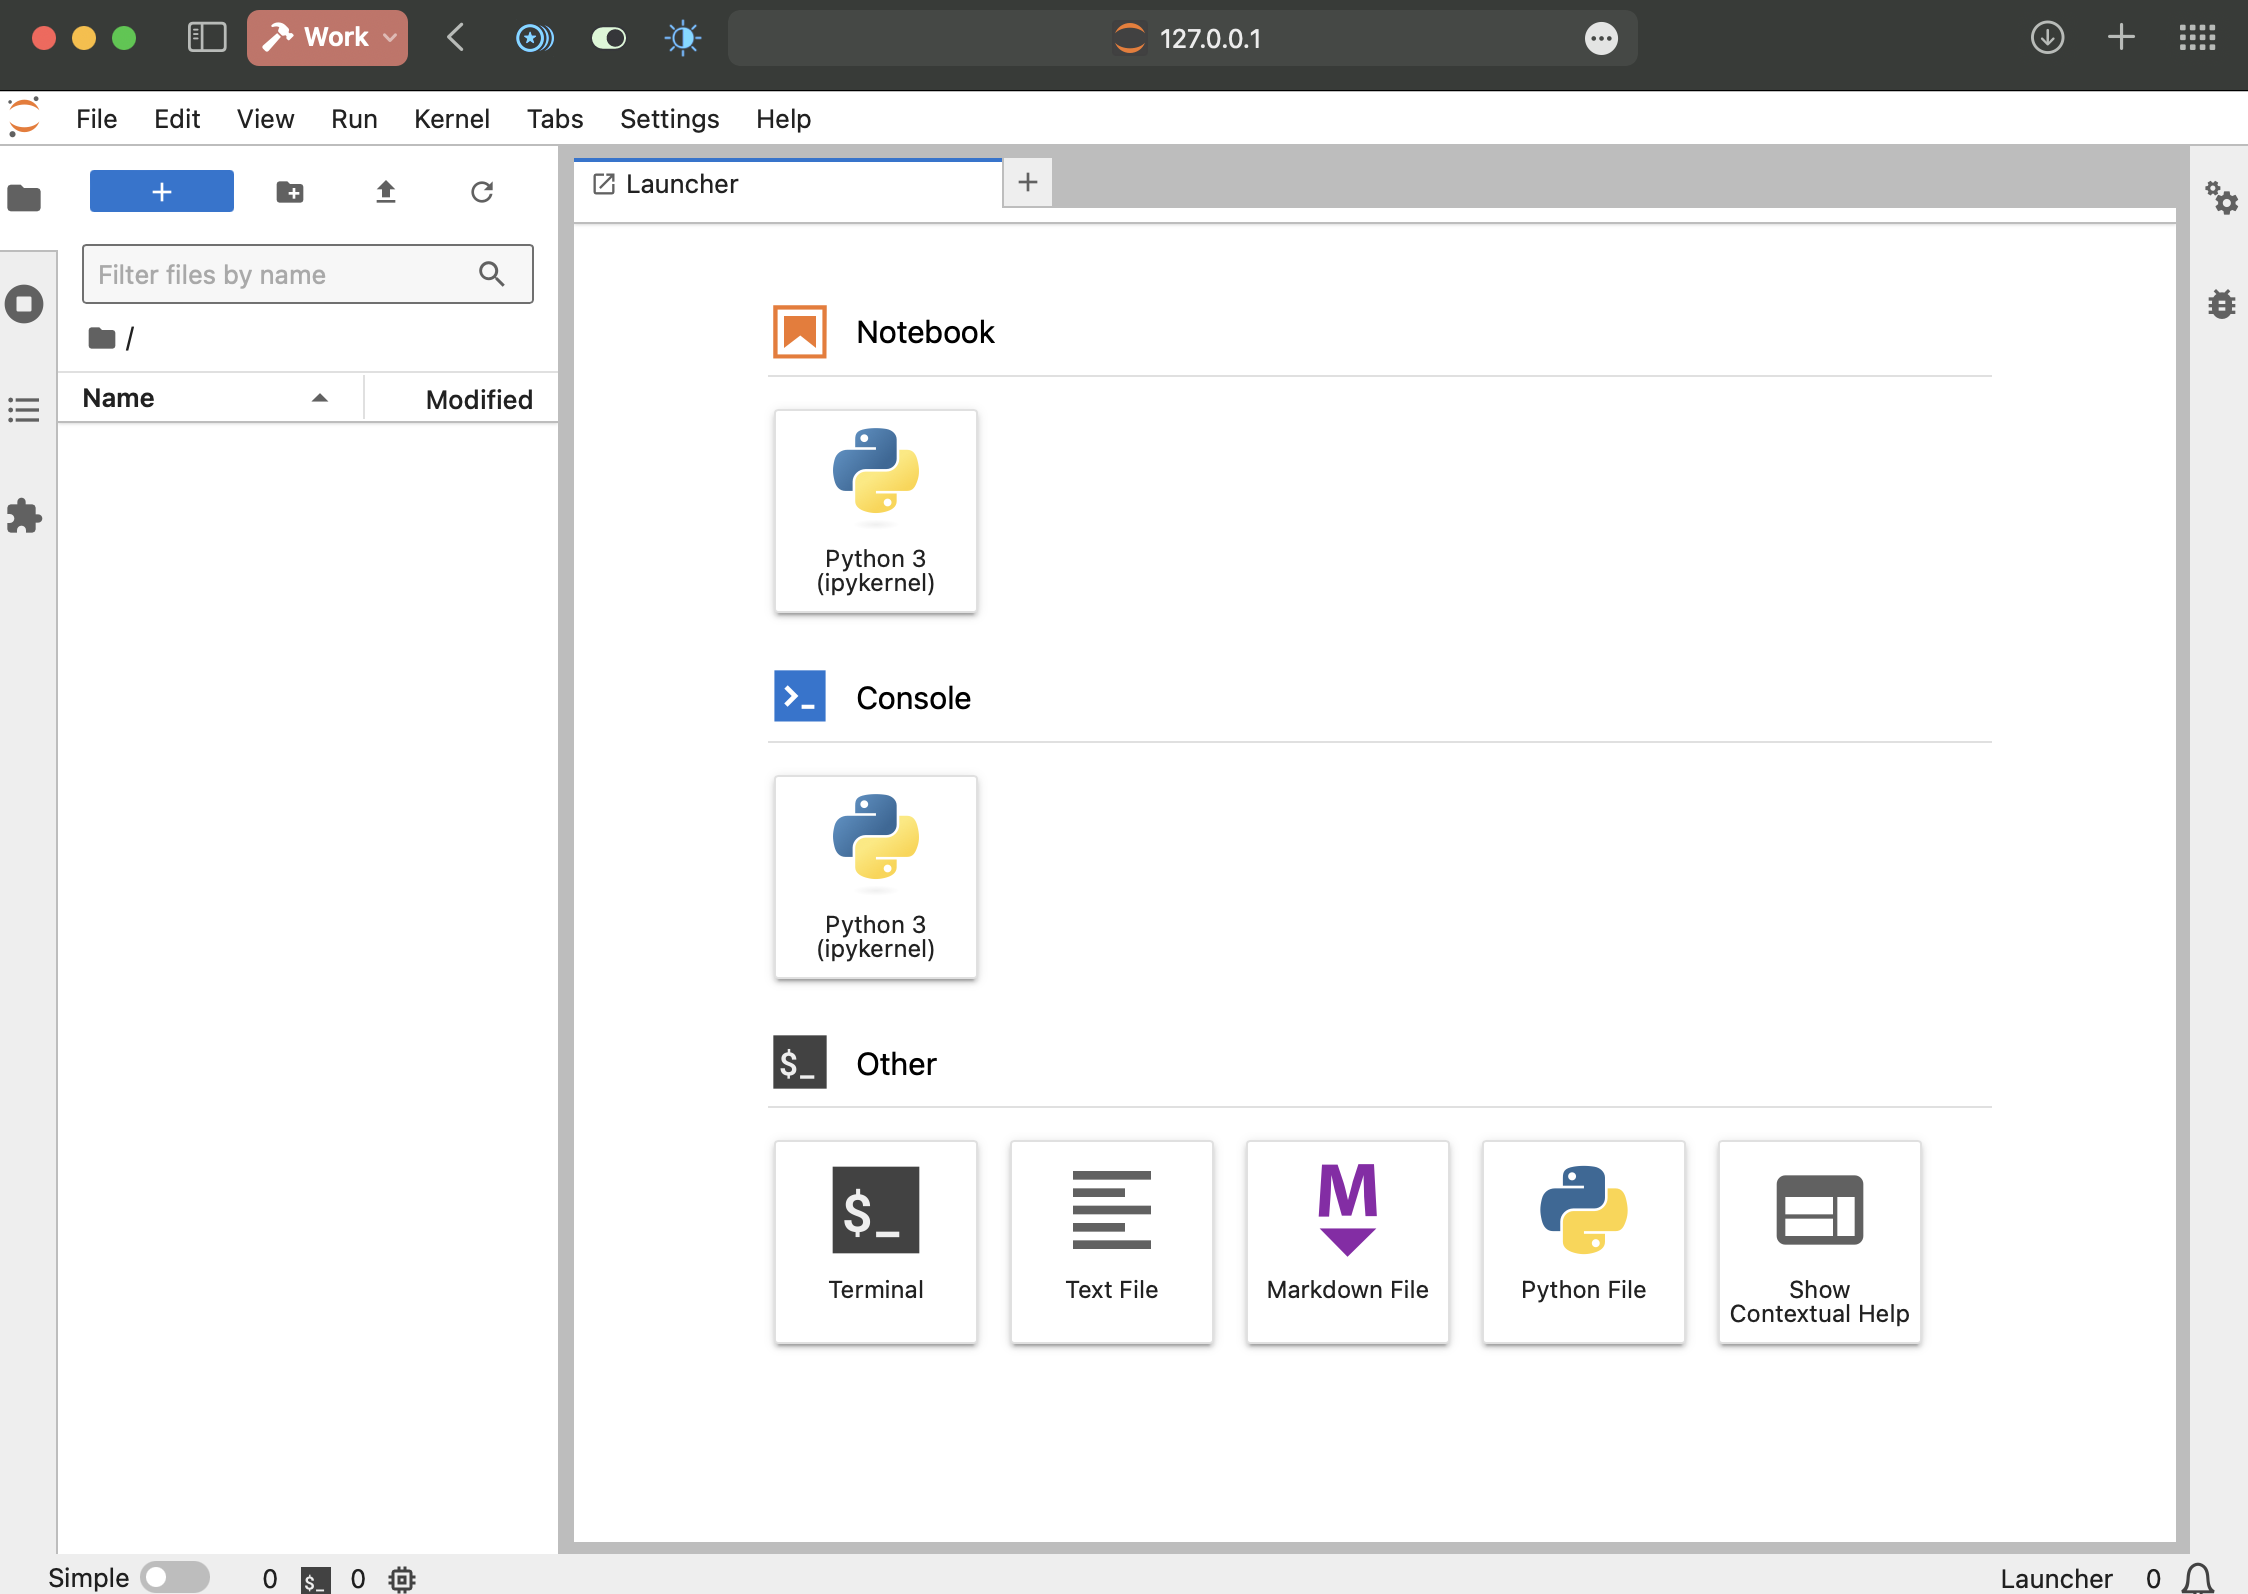 Work
127.0.0.1
File Edit View Run Kernel Tabs Settings Help
Filter files by name
/
Name Modified
Launcher
Notebook
Python 3
(ipykernel)
Console
Python 3
(ipykernel)
$_ Other
$_
Terminal
Text File
M
Markdown File
Python File
Show
Contextual Help
Simple 0 $_ 0 Launcher 0